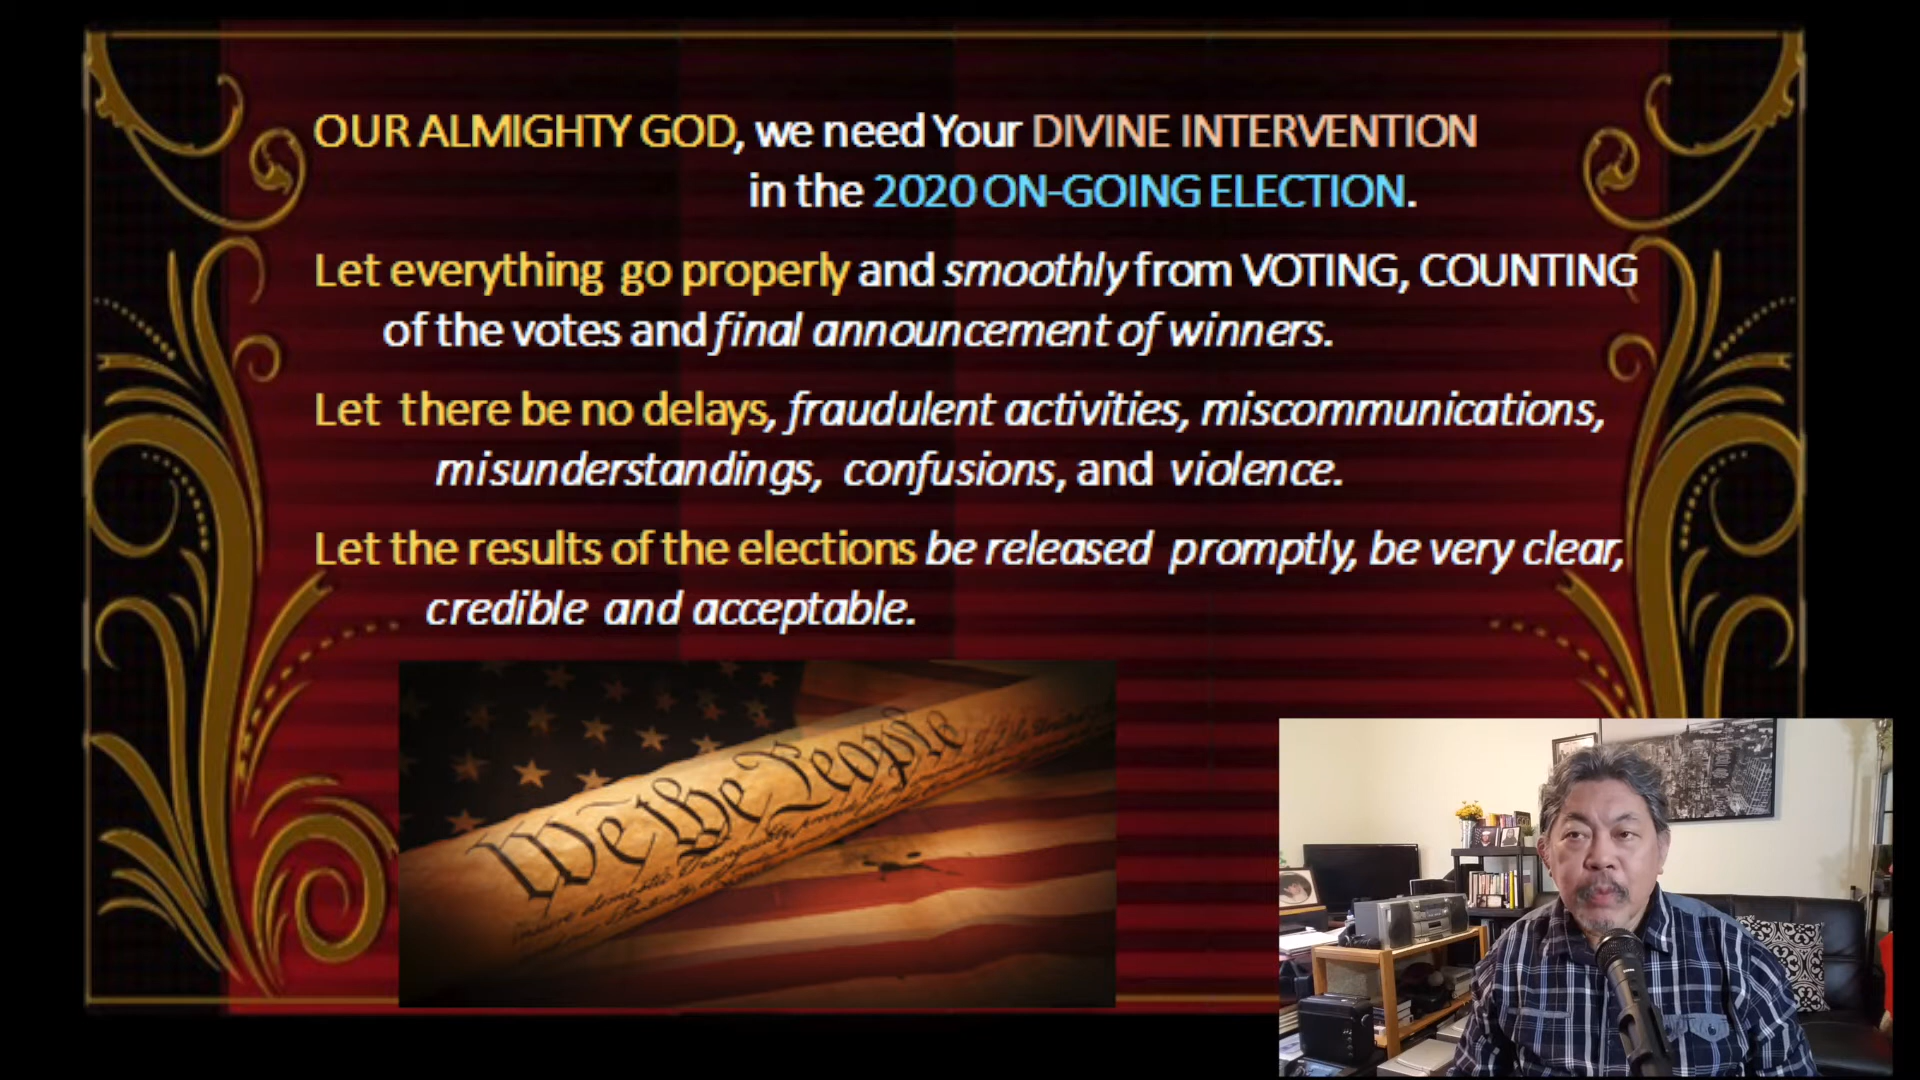 OUR ALMIGHTY GOD, we need Your DIVINE INTERVENTION
in the 2020 ON-GOING ELECTION.
Let everything go properly and smoothly from VOTING, COUNTING
of the votes and final announcement of winners.
Let there be no delays, fraudulent activities, miscommunications,
misunderstandings, confusions, and violence.
Let the results of the elections be released promptly, be very clear,
credible and acceptable.
We the People